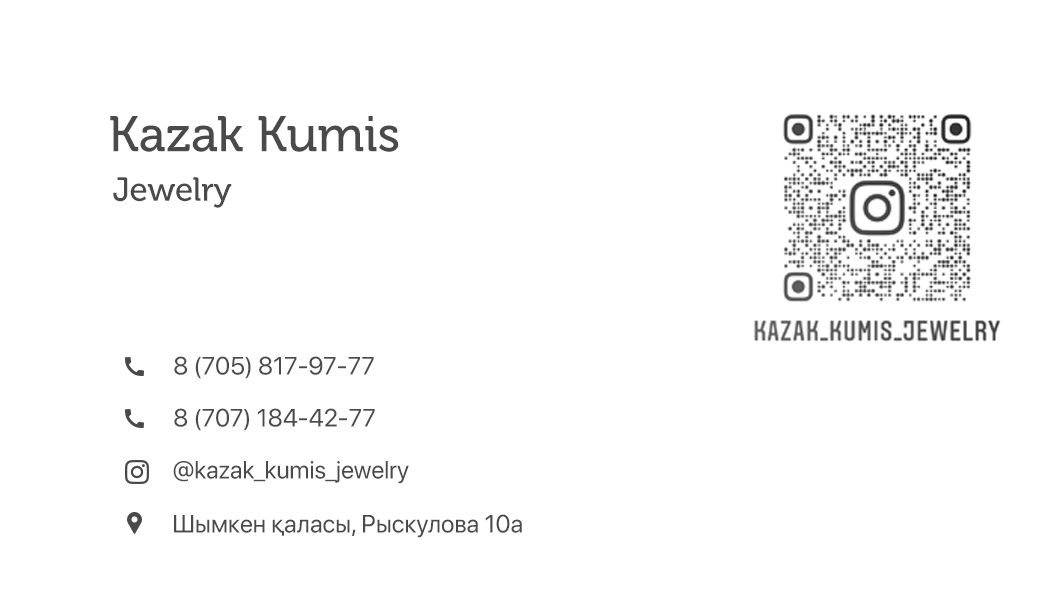 Kazak Kumis
Jewelry
KAZAK_KUMIS_JEWELRY
8 (705) 817-97-77
8 (707) 184-42-77
@kazak_kumis_jewelry
Шымкен қаласы, Рыскулова 10а